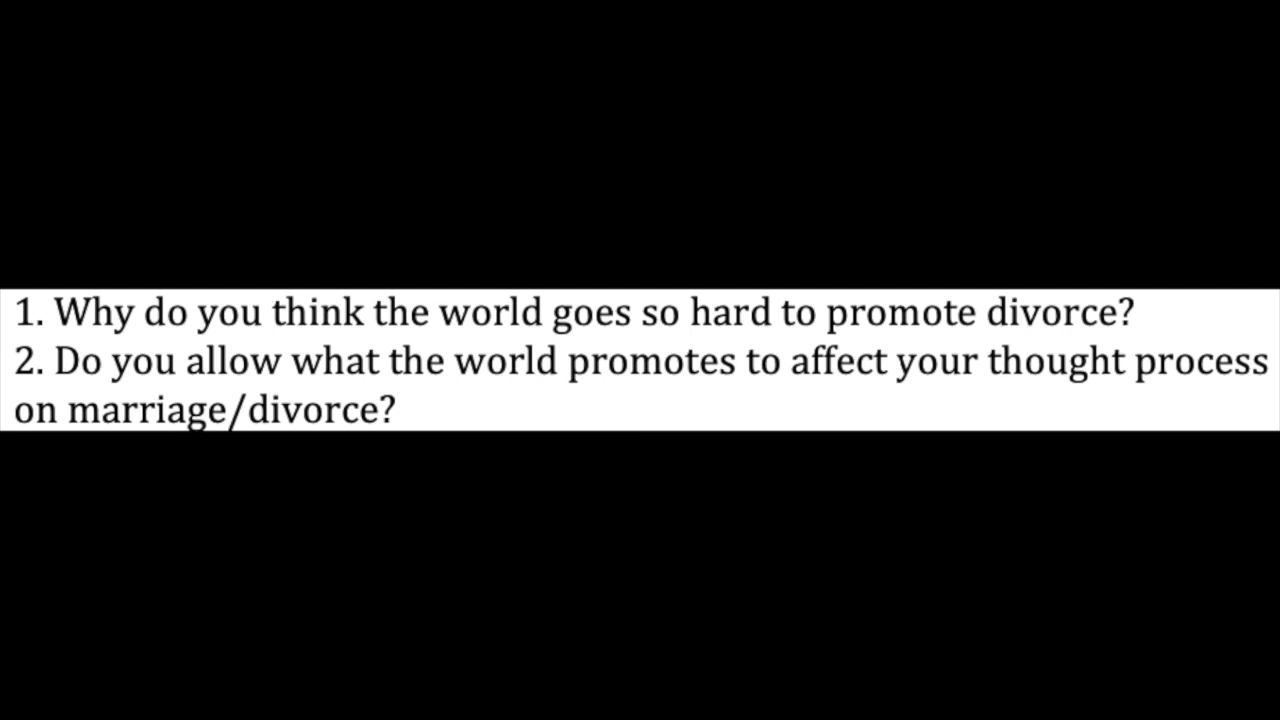 1. Why do you think the world goes so hard to promote divorce?
2. Do you allow what the world promotes to affect your thought process
on marriage/divorce?